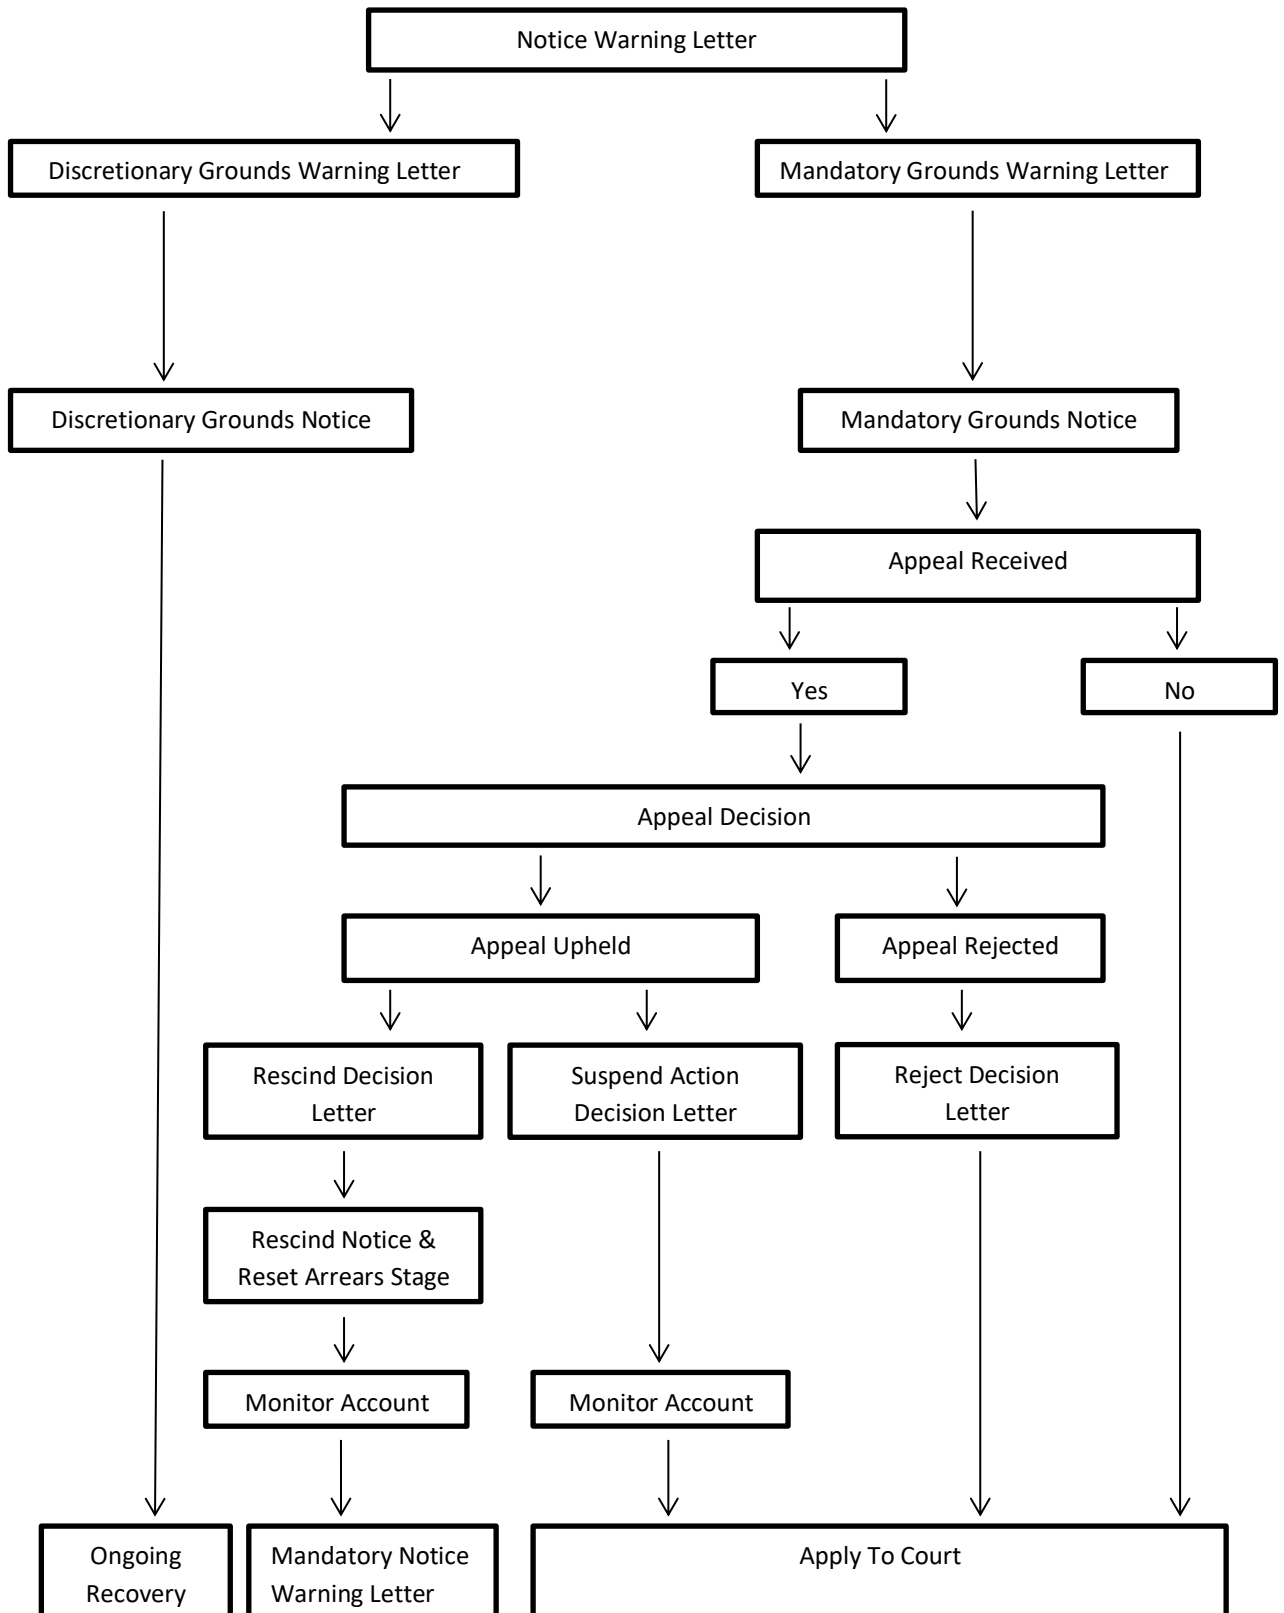 Notice Warning Letter
Discretionary Grounds Warning Letter
Mandatory Grounds Warning Letter
Discretionary Grounds Notice
Mandatory Grounds Notice
Appeal Received
Yes
No
Appeal Decision
Appeal Upheld
Appeal Rejected
Rescind Decision
Letter
Suspend Action
Decision Letter
Reject Decision
Letter
Rescind Notice &
Reset Arrears Stage
Monitor Account
Monitor Account
Ongoing
Recovery
Mandatory Notice
Warning Letter
Apply To Court